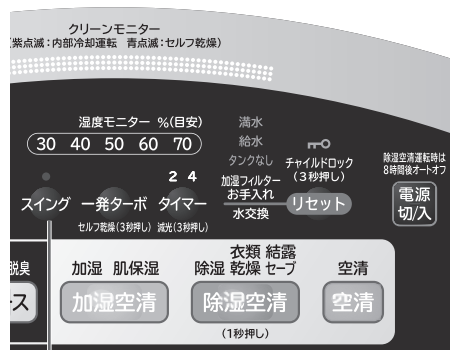 クリーンモニター
(紫点滅:内部冷却運転 青点滅:セルフ乾燥)
湿度モニター %(目安)
30 40 50 60 70
満水
給水
タンクなし
加湿フィルター
お手入れ
水交換
チャイルドロック
(3秒押し)
リセット
除湿空清運転時は
8時間後オートオフ
電源
切/入
2 4
スイング 一発ターボ タイマー
セルフ乾燥(3秒押し) 減光(3秒押し)
脱臭
ース
加湿 肌保湿
加湿空清
衣類 結露
除湿 乾燥 セーブ
除湿空清
(1秒押し)
空清
空清